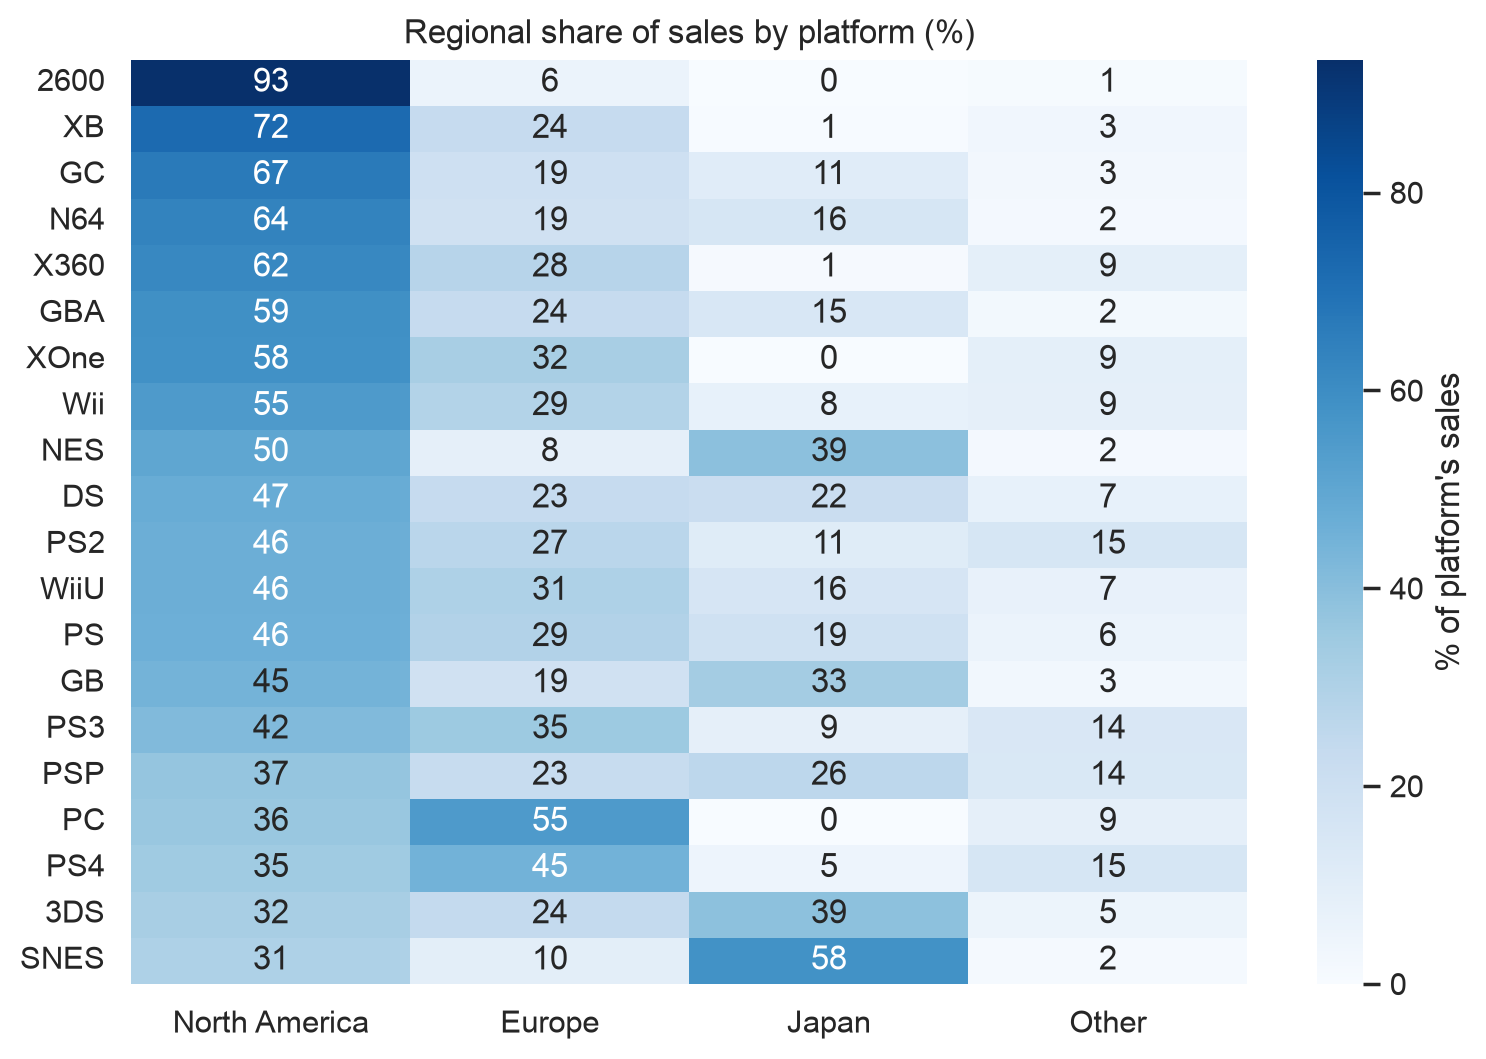 Regional share of sales by platform (%)
2600 93 6 0 1
XB 72 24 1 3
GC 67 19 11 3
N64 64 19 16 2
X360 62 28 1 9
GBA 59 24 15 2
XOne 58 32 0 9
Wii 55 29 8 9
NES 50 8 39 2
DS 47 23 22 7
PS2 46 27 11 15
WiiU 46 31 16 7
PS 46 29 19 6
GB 45 19 33 3
PS3 42 35 9 14
PSP 37 23 26 14
PC 36 55 0 9
PS4 35 45 5 15
3DS 32 24 39 5
SNES 31 10 58 2
North America Europe Japan Other
80
60
40
20
0
% of platform's sales